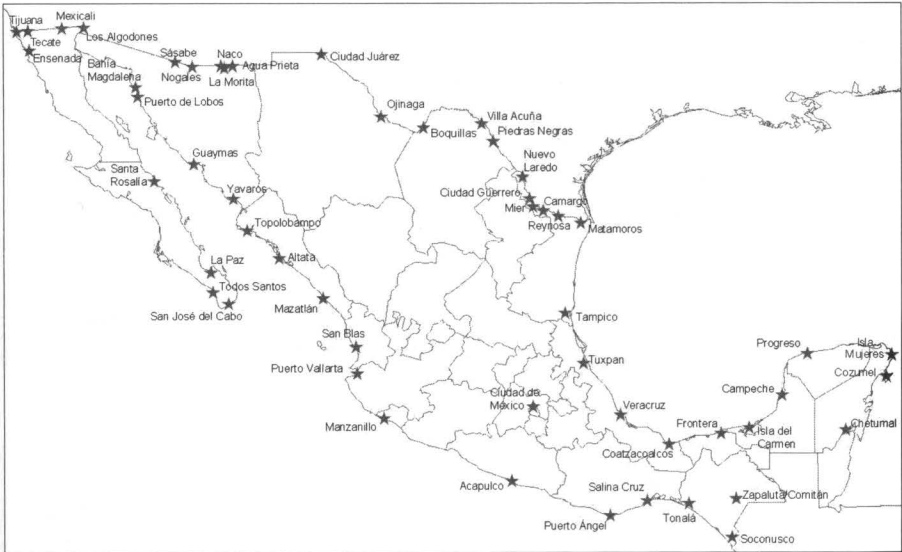 Tijuana
Mexicali
Tecate
Los Algodones
Ensenada
Bahía
Magdalena
Sásabe
Naco
Nogales
Agua Prieta
La Morita
Ciudad Juárez
Puerto de Lobos
Ojinaga
Boquillas
Villa Acuña
Piedras Negras
Guaymas
Nuevo
Laredo
Santa
Rosalía
Yavaros
Ciudad Guerrero
Camargo
Mier
Reynosa
Matamoros
Topolobampo
Altata
La Paz
Todos Santos
San José del Cabo
Mazatlán
Tampico
San Blas
Puerto Vallarta
Tuxpan
Progreso
Isla
Mujeres
Cozumel
Campeche
Ciudad de
México
Manzanillo
Veracruz
Frontera
Isla del
Carmen
Chetumal
Coatzacoalcos
Acapulco
Salina Cruz
Zapaluta/Comitán
Puerto Ángel
Tonalá
Soconusco